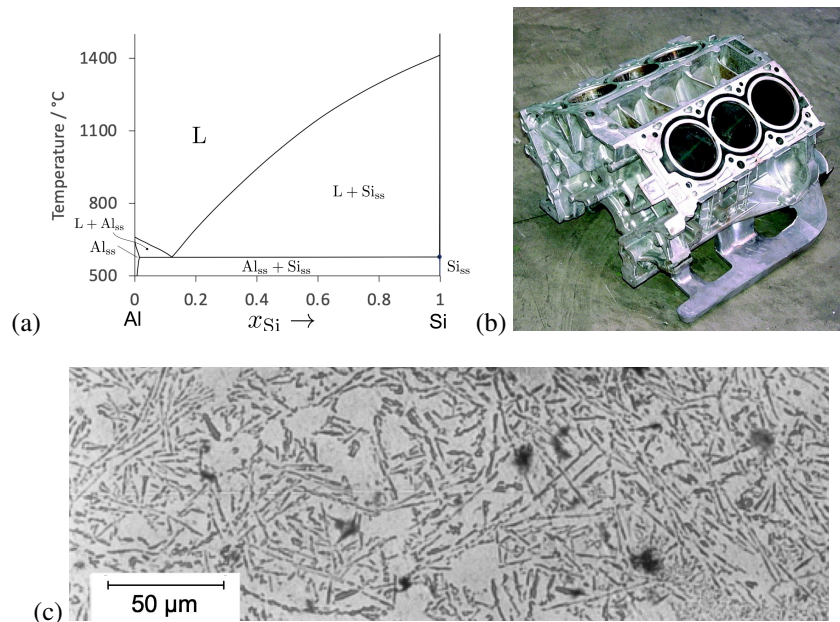 1400
1100
800
500
Temperature / °C
L
L + Si_ss
L + Al_ss
Al_ss
Al_ss + Si_ss
Si_ss
0
0.2
0.4
0.6
0.8
1
Al
x_Si →
Si
(a)
(b)
50 µm
(c)